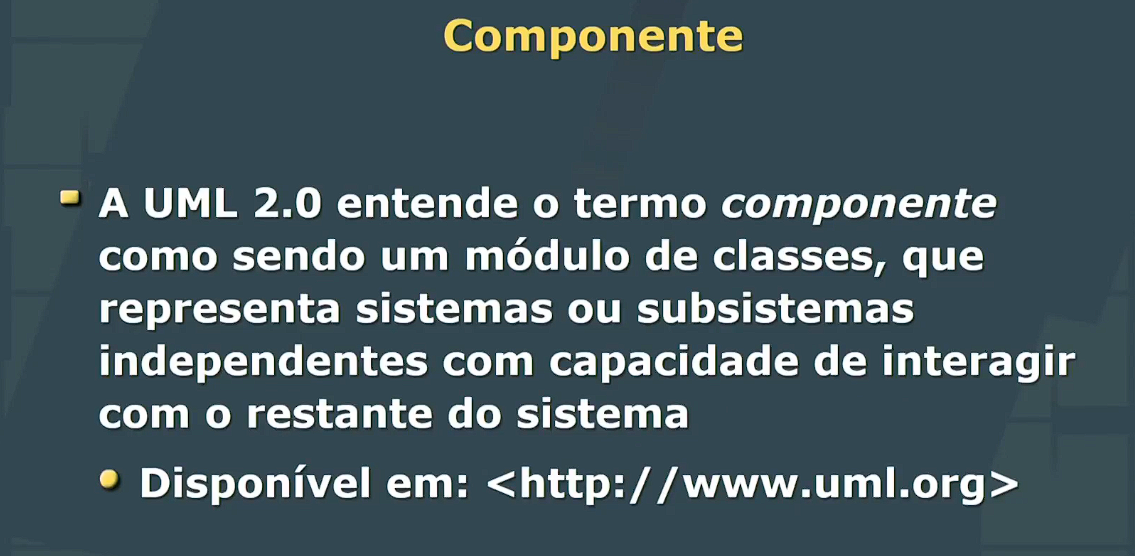 Componente
A UML 2.0 entende o termo componente
como sendo um módulo de classes, que
representa sistemas ou subsistemas
independentes com capacidade de interagir
com o restante do sistema
Disponível em: <http://www.uml.org>